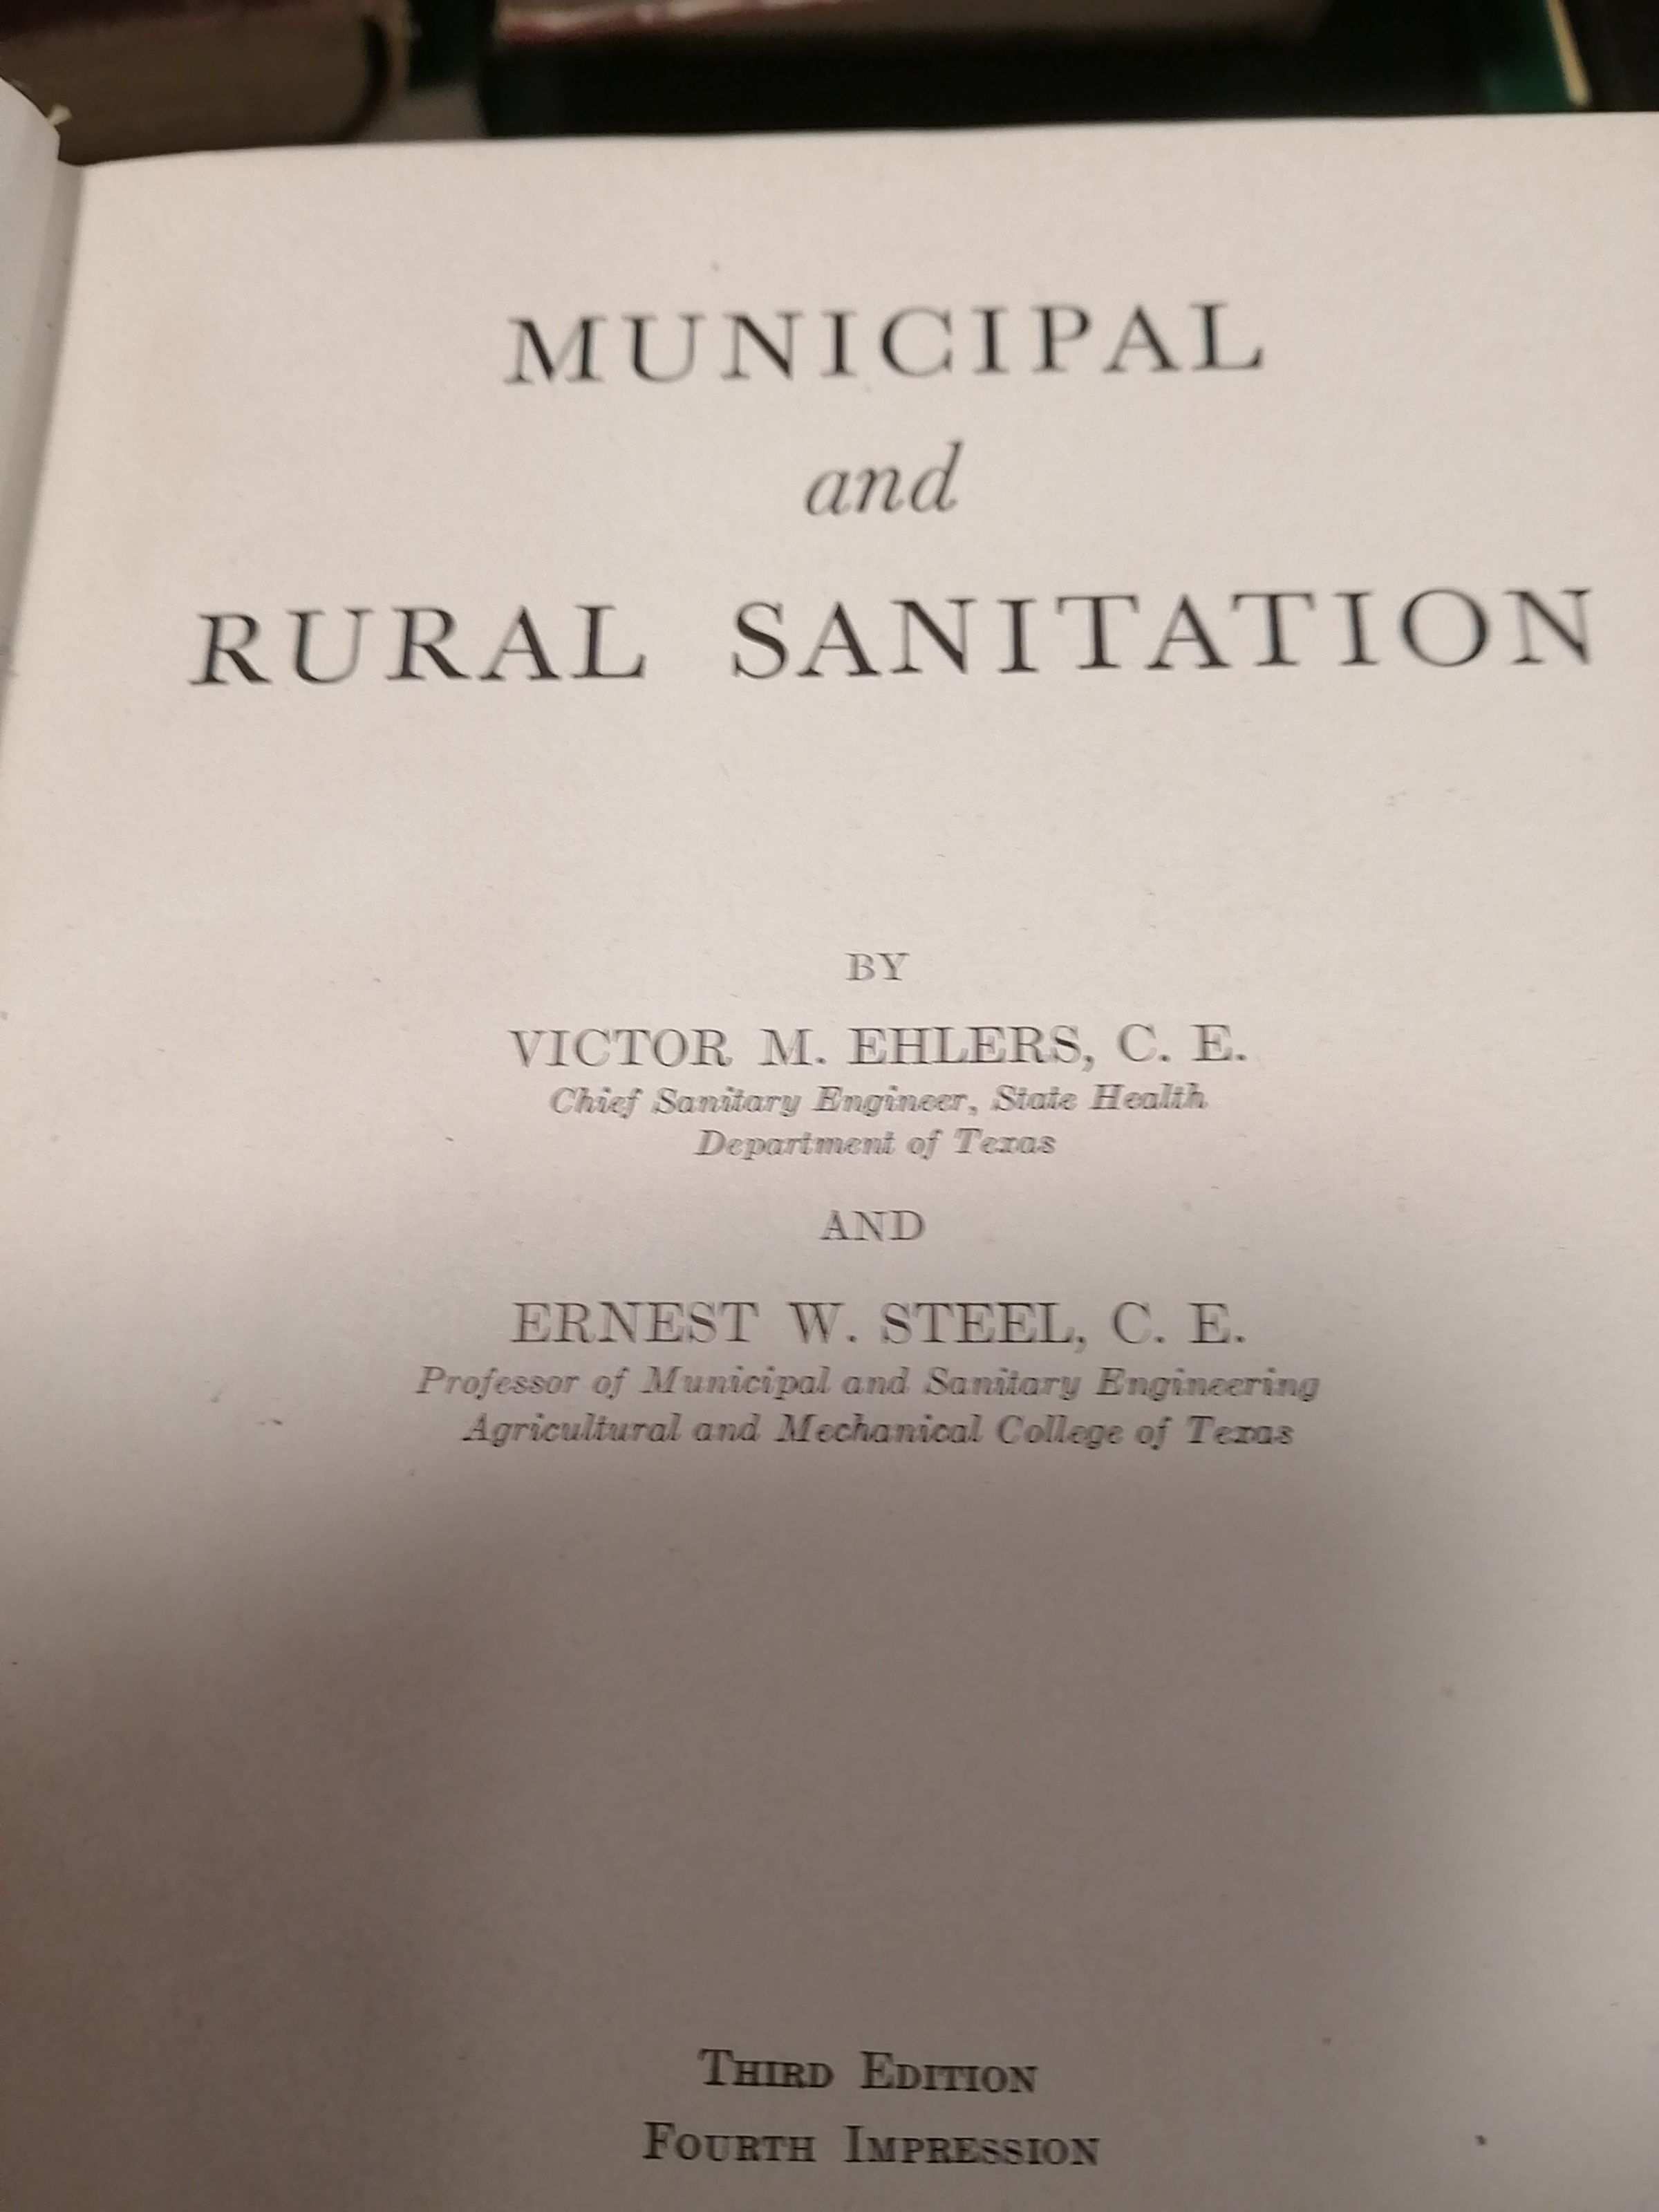 MUNICIPAL
and
RURAL SANITATION
BY
VICTOR M. EHLERS, C. E.
Chief Sanitary Engineer, State Health
Department of Texas
AND
ERNEST W. STEEL, C. E.
Professor of Municipal and Sanitary Engineering
Agricultural and Mechanical College of Texas
THIRD EDITION
FOURTH IMPRESSION